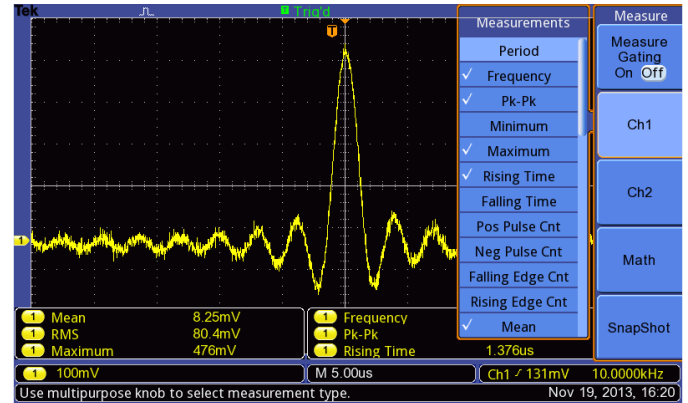 Tek
T Trig'd
T
1
Measurements
Period
✓ Frequency
✓ Pk-Pk
Minimum
✓ Maximum
✓ Rising Time
Falling Time
Pos Pulse Cnt
Neg Pulse Cnt
Falling Edge Cnt
Rising Edge Cnt
✓ Mean
Measure
Measure
Gating
On Off
Ch1
Ch2
Math
SnapShot
1 Mean 8.25mV
1 RMS 80.4mV
1 Maximum 476mV
1 Frequency
1 Pk-Pk
1 Rising Time 1.376us
1 100mV
M 5.00us
Ch1 131mV 10.0000kHz
Use multipurpose knob to select measurement type.
Nov 19, 2013, 16:20